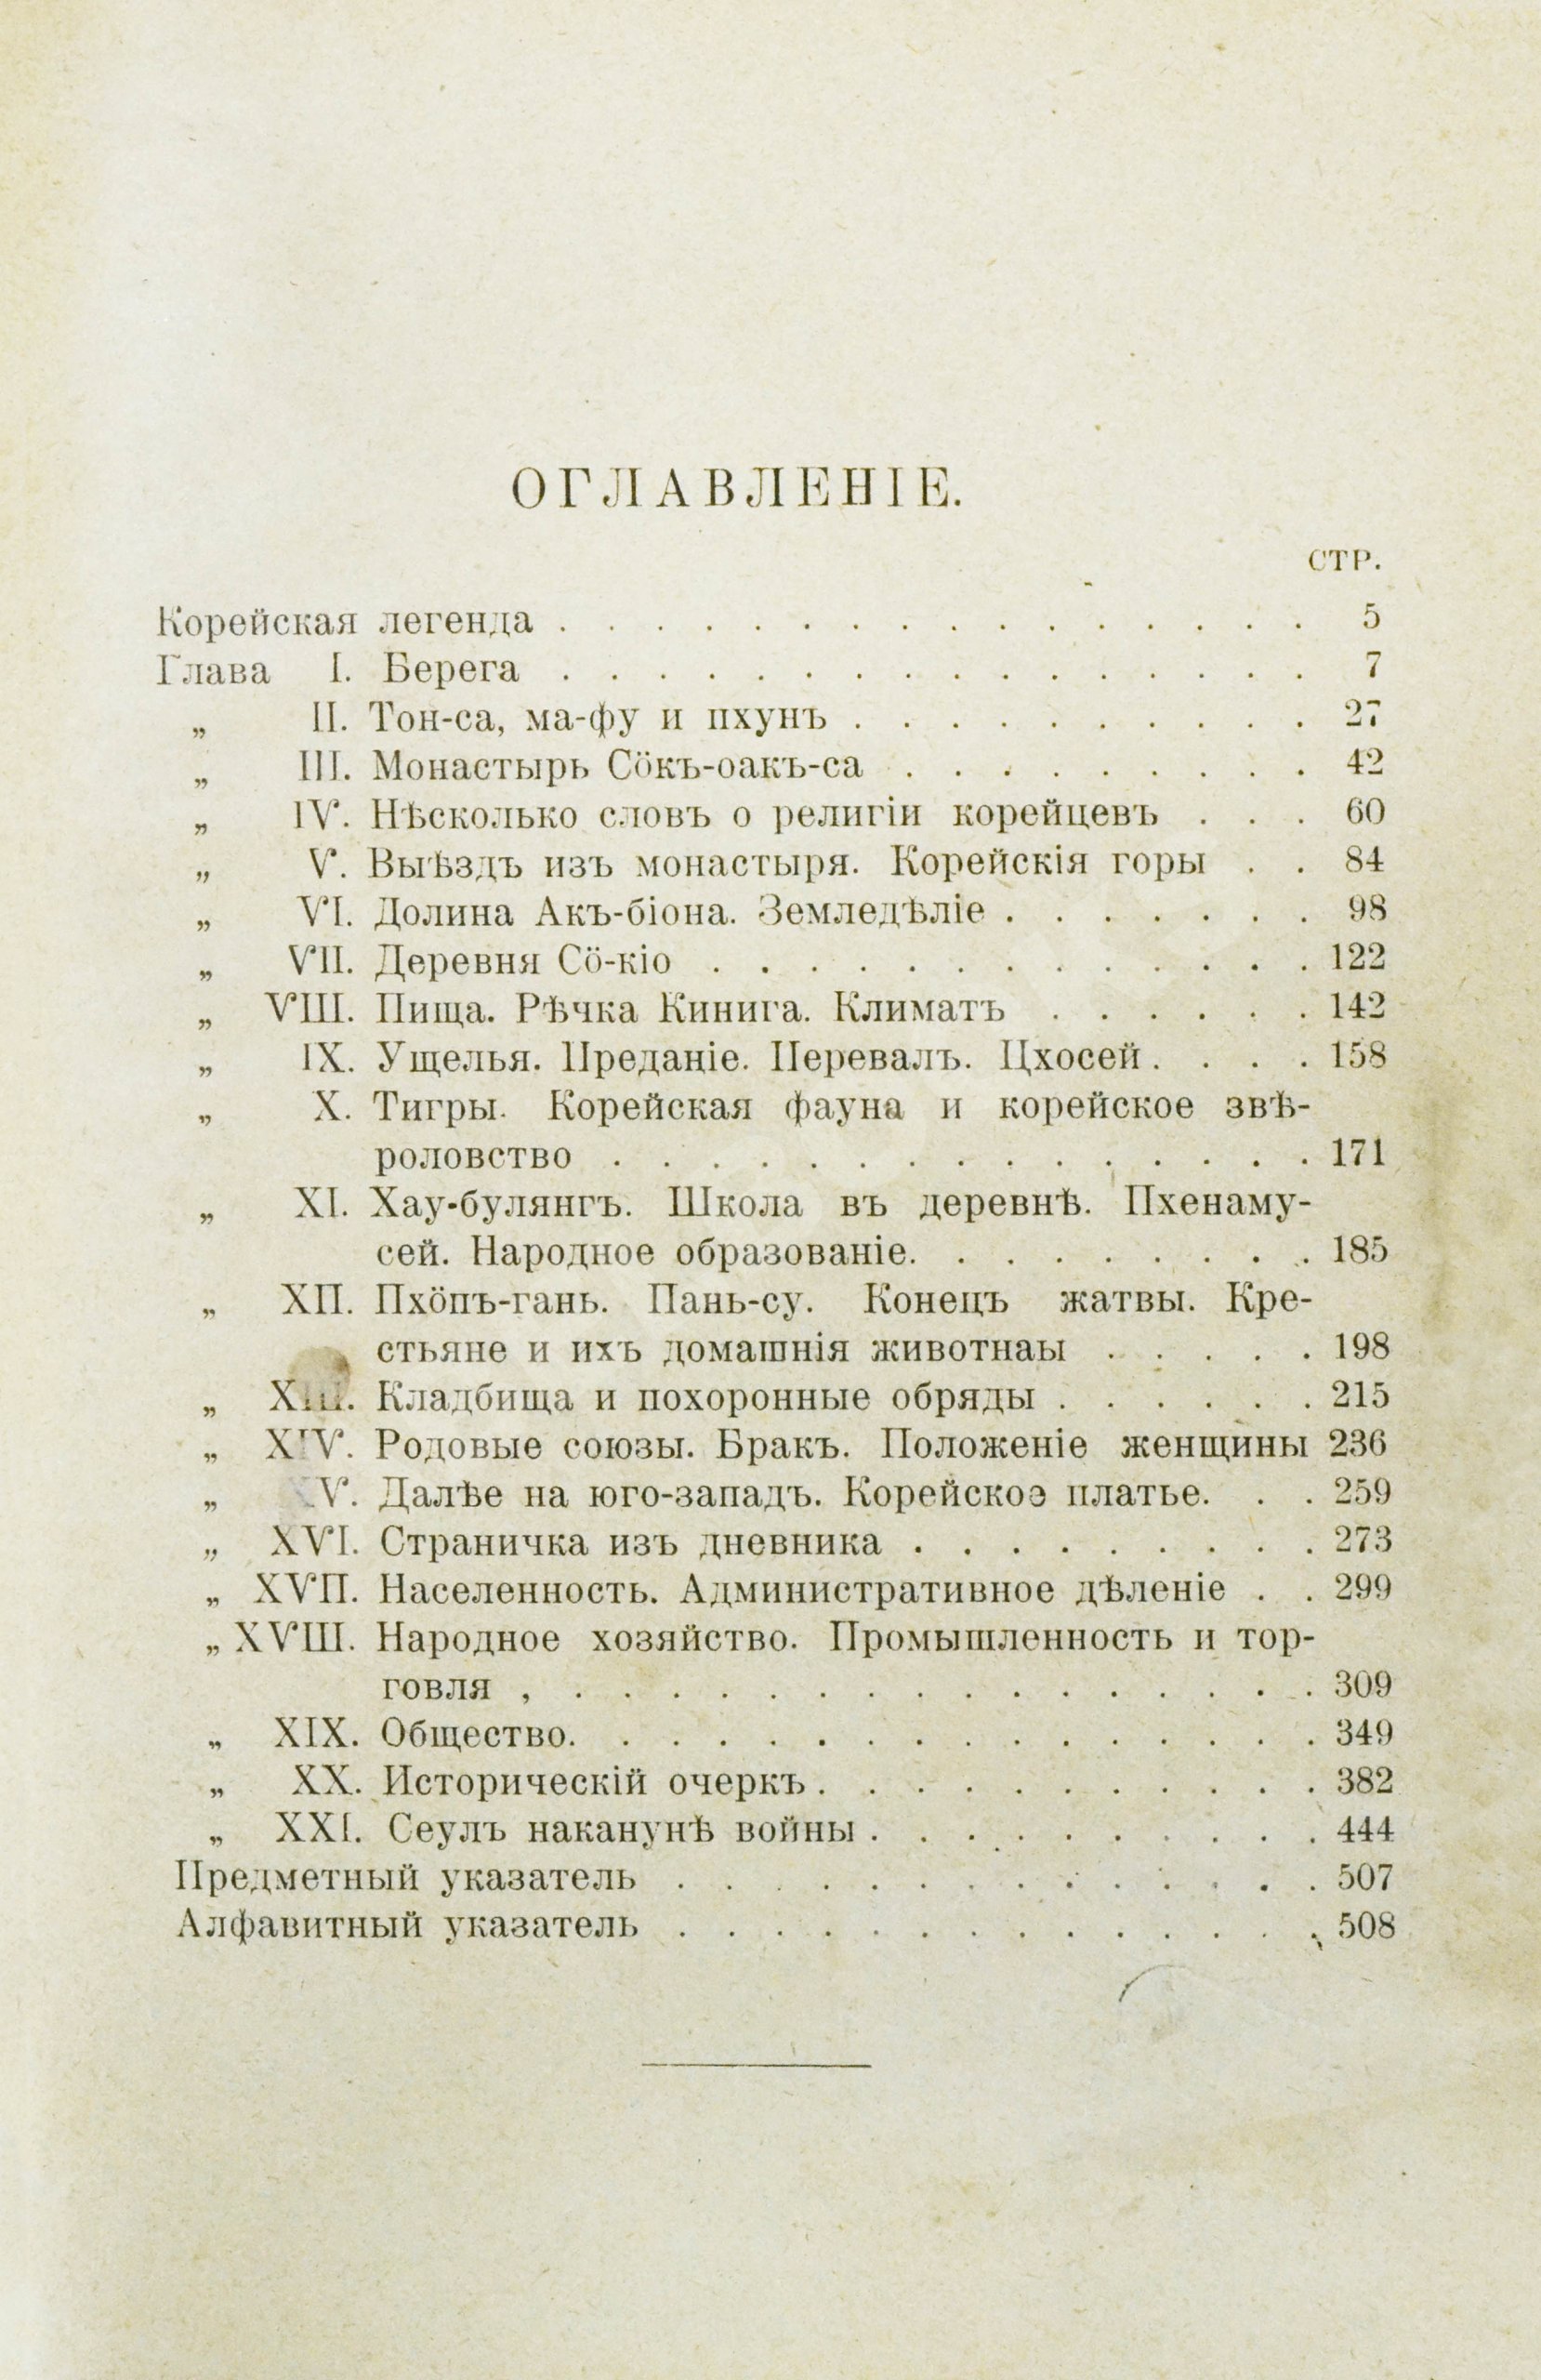 ОГЛАВЛЕНІЕ.
СТР.
Корейская легенда . . . . . . . . . . . . . . . . 5
Глава I. Берега . . . . . . . . . . . . . . . . 7
„ II. Тон-са, ма-фу и пхунъ . . . . . . . . . . 27
„ III. Монастырь Сӧкъ-оакъ-са . . . . . . . . . 42
„ IV. Нѣсколько словъ о религіи корейцевъ . . . 60
„ V. Выѣздъ изъ монастыря. Корейскія горы . . 84
„ VI. Долина Акъ-біона. Земледѣліе . . . . . . . 98
„ VII. Деревня Сӧ-кіо . . . . . . . . . . . . . 122
„ VIII. Пища. Рѣчка Кинига. Климатъ . . . . . . 142
„ IX. Ущелья. Преданіе. Перевалъ. Цхосей . . . . 158
„ X. Тигры. Корейская фауна и корейское звѣ-
роловство . . . . . . . . . . . . . . . 171
„ XI. Хау-булянгъ. Школа въ деревнѣ. Пхенаму-
сей. Народное образованіе. . . . . . . . . 185
„ XII. Пхӧпъ-гань. Пань-су. Конецъ жатвы. Кре-
стьяне и ихъ домашнія животнаы . . . . . 198
„ XIII. Кладбища и похоронные обряды . . . . . . 215
„ XIV. Родовые союзы. Бракъ. Положеніе женщины 236
„ XV. Далѣе на юго-западъ. Корейскоэ платье. . . 259
„ XVI. Страничка изъ дневника . . . . . . . . . 273
„ XVII. Населенность. Административное дѣленіе . . 299
„ XVIII. Народное хозяйство. Промышленность и тор-
говля , . . . . . . . . . . . . . . . . 309
„ XIX. Общество. . . . . . . . . . . . . . . . 349
„ XX. Историческій очеркъ . . . . . . . . . . . 382
„ XXI. Сеулъ наканунѣ войны . . . . . . . . . . 444
Предметный указатель . . . . . . . . . . . . . . 507
Алфавитный указатель . . . . . . . . . . . . . . 508